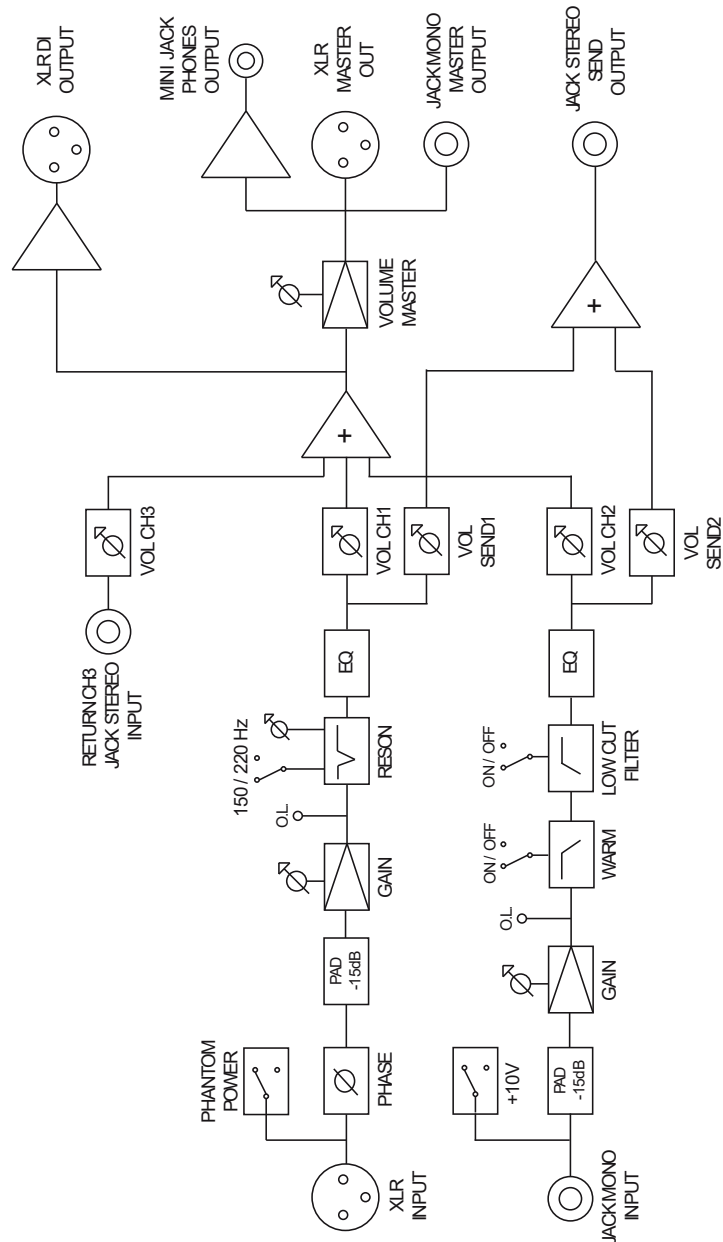 XLR DI
OUTPUT
MINI JACK
PHONES
OUTPUT
XLR
MASTER
OUT
JACK MONO
MASTER
OUTPUT
JACK STEREO
SEND
OUTPUT
VOLUME
MASTER
+
+
VOL CH3
VOL CH1
VOL
SEND1
VOL CH2
VOL
SEND2
RETURN CH3
JACK STEREO
INPUT
EQ
EQ
150 / 220 Hz
RESON
ON / OFF
LOW CUT
FILTER
O.L
ON / OFF
WARM
GAIN
O.L
PAD
-15dB
GAIN
PHANTOM
POWER
PHASE
+10V
PAD
-15dB
XLR
INPUT
JACK MONO
INPUT